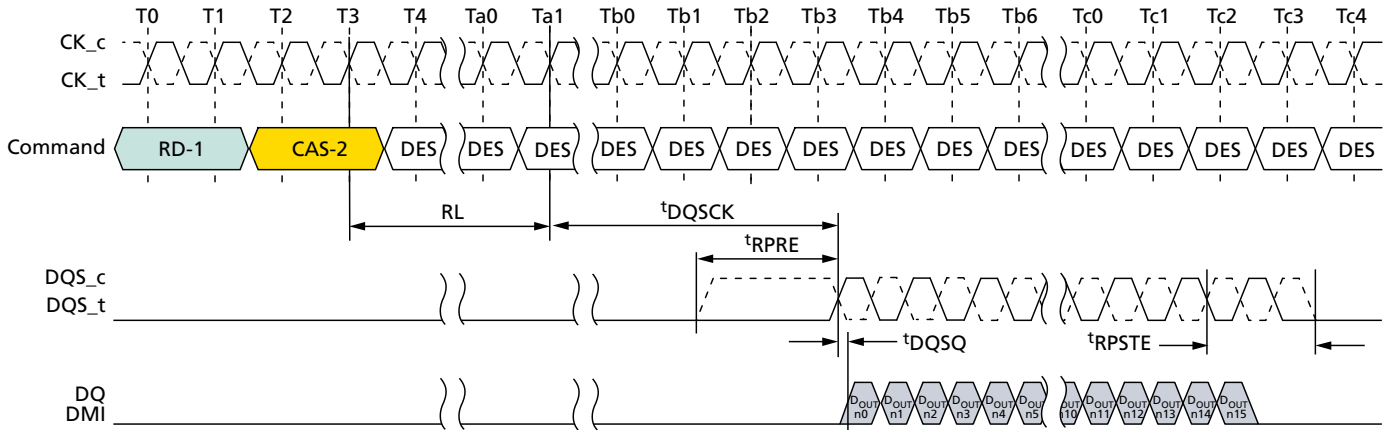 T0 T1 T2 T3 T4 Ta0 Ta1 Tb0 Tb1 Tb2 Tb3 Tb4 Tb5 Tb6 Tc0 Tc1 Tc2 Tc3 Tc4
CK_c
CK_t
Command RD-1 CAS-2 DES DES DES DES DES DES DES DES DES DES DES DES DES DES DES
RL tDQSCK
tRPRE
DQS_c
DQS_t
tDQSQ tRPSTE
DQ
DMI
DOUT DOUT DOUT DOUT DOUT DOUT DOUT DOUT DOUT DOUT DOUT DOUT
n0 n1 n2 n3 n4 n5 n10 n11 n12 n13 n14 n15